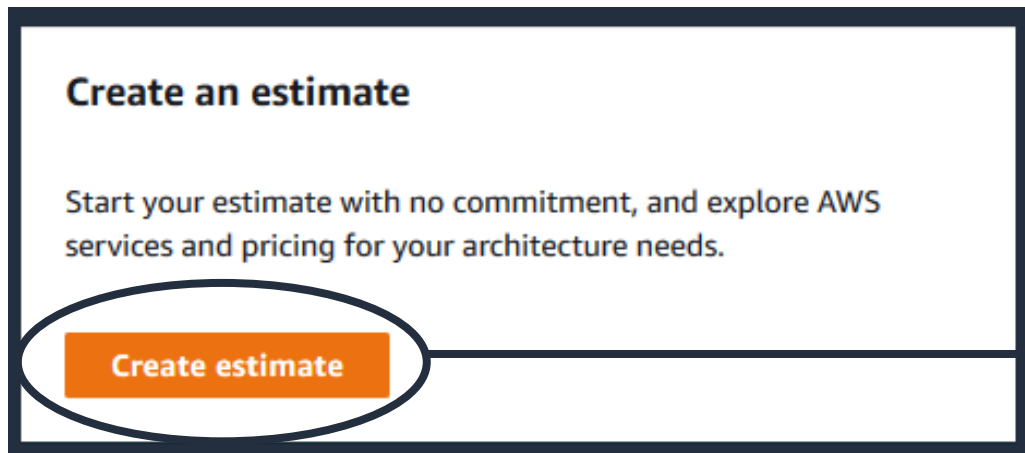 Create an estimate
Start your estimate with no commitment, and explore AWS
services and pricing for your architecture needs.
Create estimate